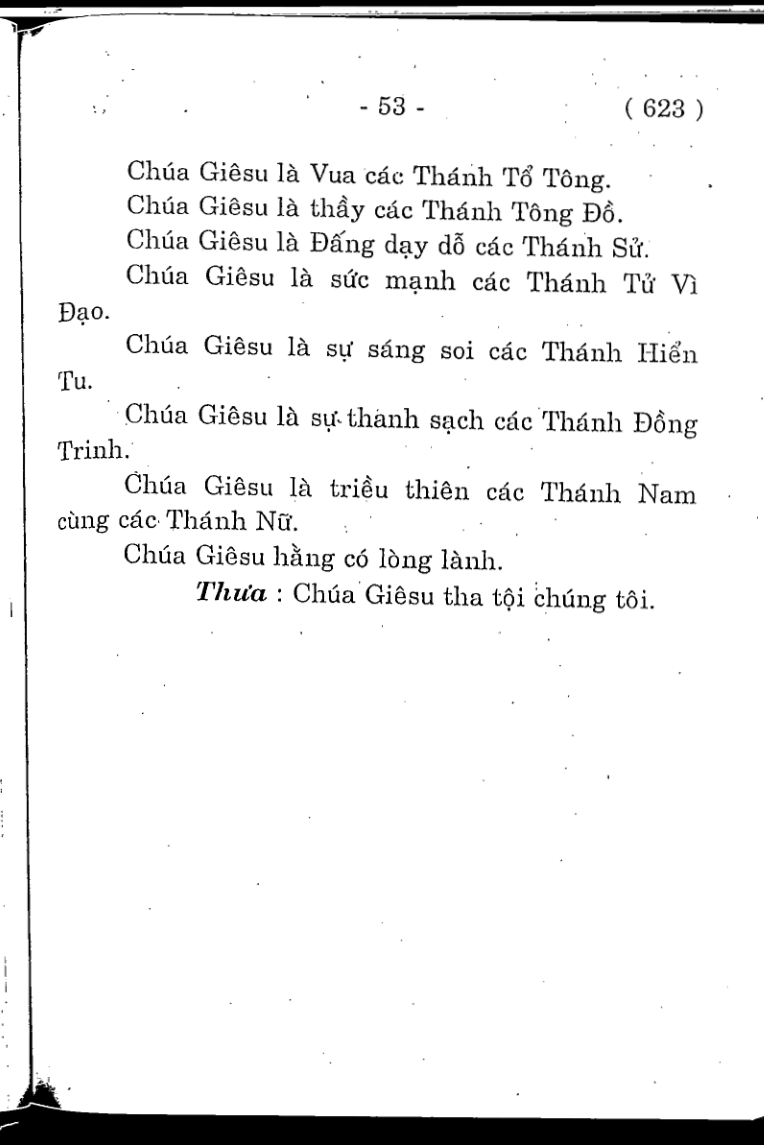 - 53 - ( 623 )
Chúa Giêsu là Vua các Thánh Tổ Tông.
Chúa Giêsu là thầy các Thánh Tông Đồ.
Chúa Giêsu là Đấng dạy dỗ các Thánh Sử.
Chúa Giêsu là sức mạnh các Thánh Tử Vì
Đạo.
Chúa Giêsu là sự sáng soi các Thánh Hiển
Tu.
Chúa Giêsu là sự thanh sạch các Thánh Đồng
Trinh.
Chúa Giêsu là triều thiên các Thánh Nam
cùng các Thánh Nữ.
Chúa Giêsu hằng có lòng lành.
Thưa : Chúa Giêsu tha tội chúng tôi.